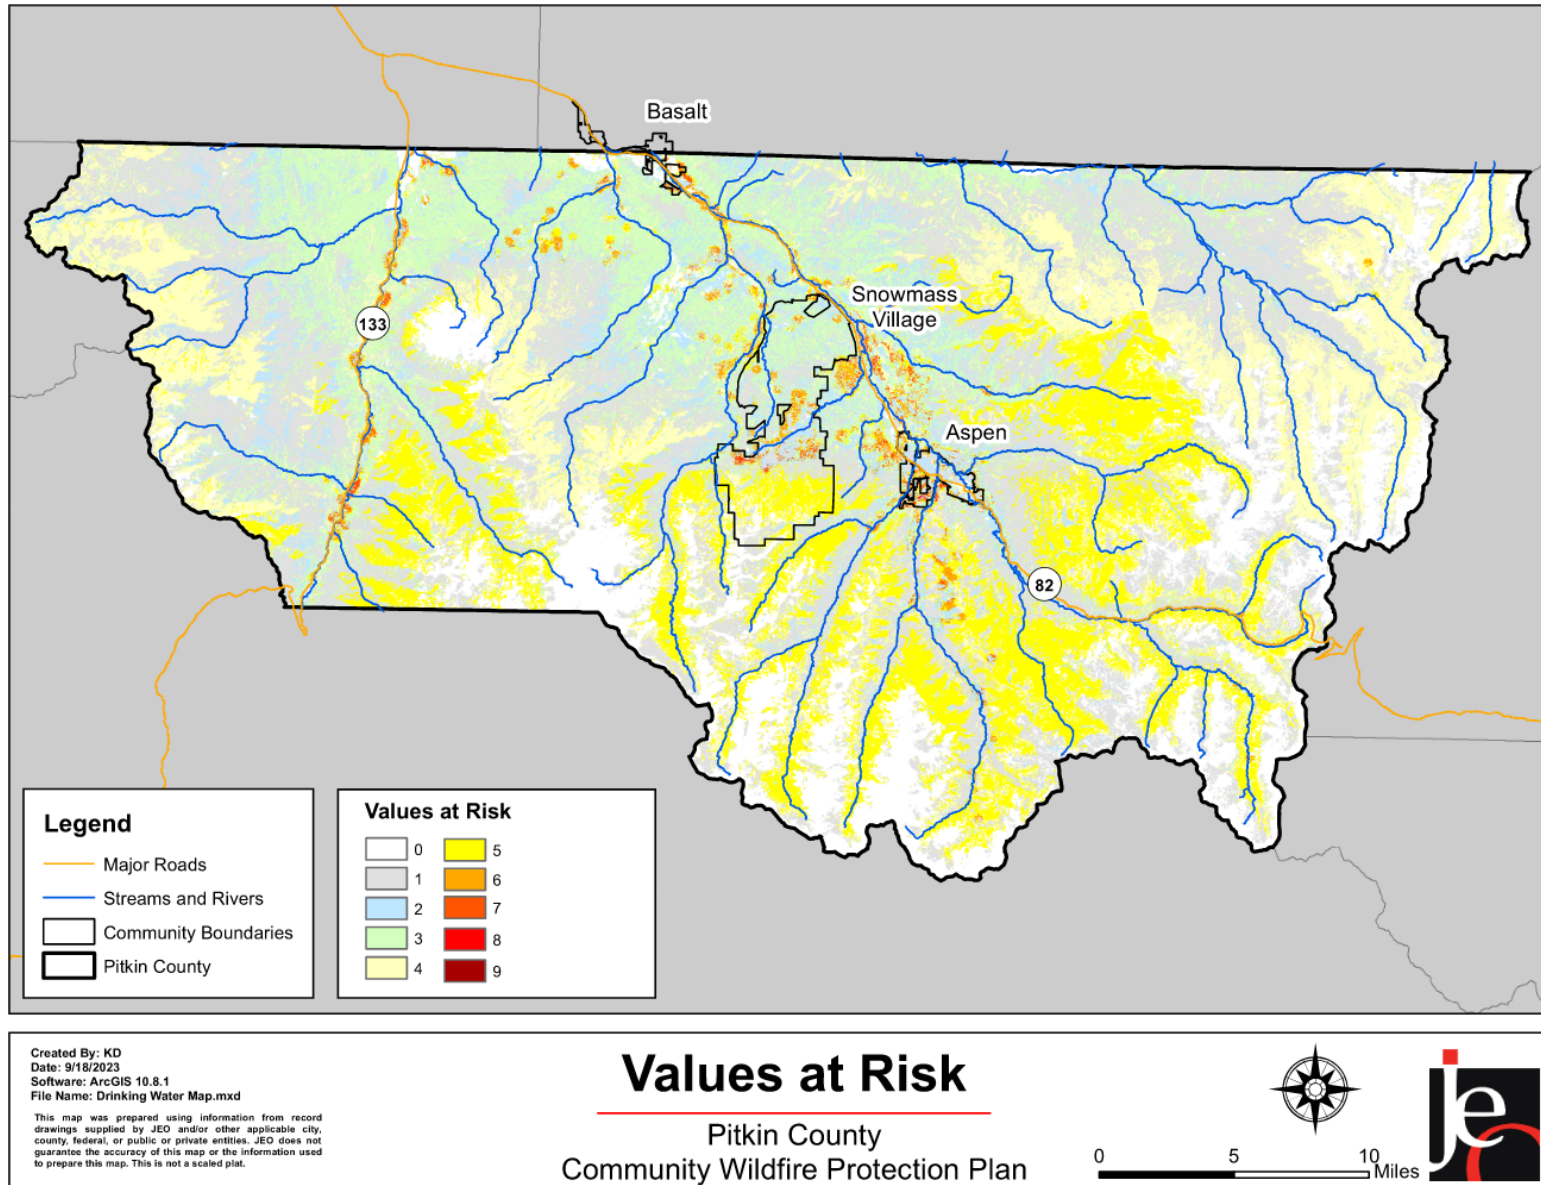 Basalt
Snowmass
Village
133
Aspen
82
Legend
Major Roads
Streams and Rivers
Community Boundaries
Pitkin County
Values at Risk
0
1
2
3
4
5
6
7
8
9
Created By: KD
Date: 9/18/2023
Software: ArcGIS 10.8.1
File Name: Drinking Water Map.mxd
This map was prepared using information from record
drawings supplied by JEO and/or other applicable city,
county, federal, or public or private entities. JEO does not
guarantee the accuracy of this map or the information used
to prepare this map. This is not a scaled plat.
Values at Risk
Pitkin County
Community Wildfire Protection Plan
0 5 10
Miles
jeo